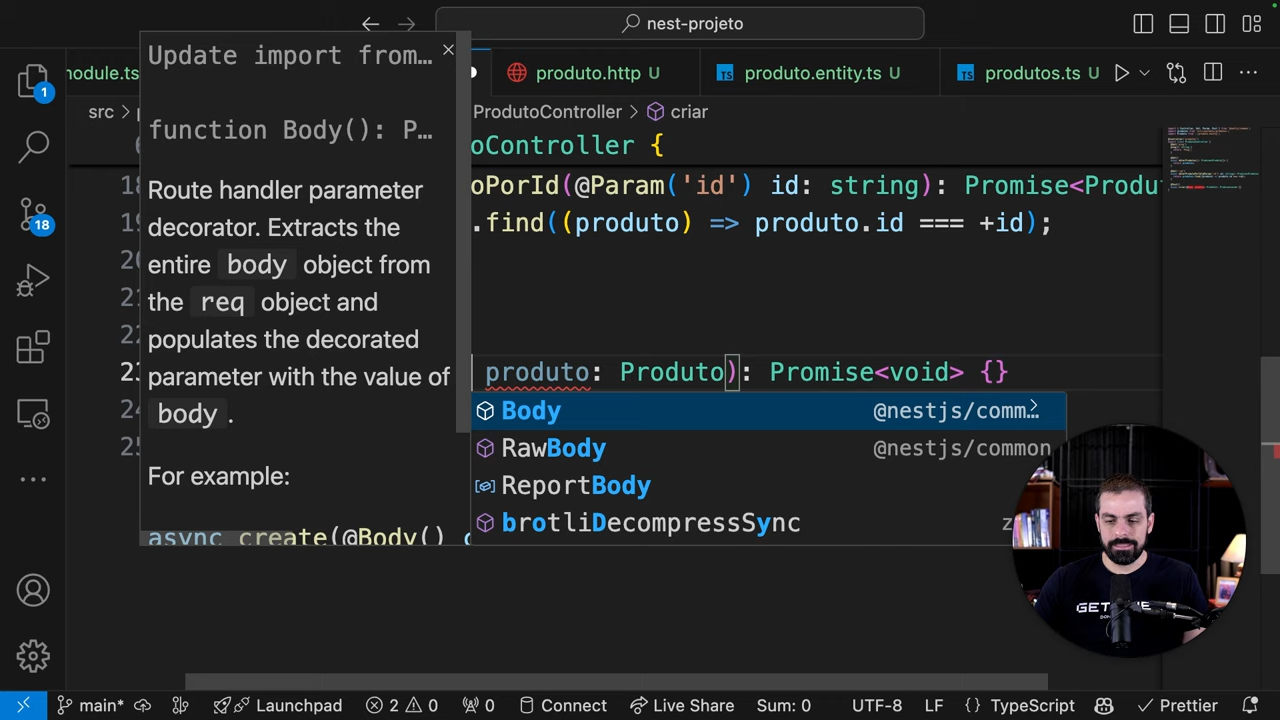 nest-projeto
Update import from…
nodule.ts
produto.http U
TS produto.entity.ts U
TS produtos.ts U
1
src
ProdutoController
criar
function Body(): P…
oController {
Route handler parameter
decorator. Extracts the
entire body object from
the req object and
populates the decorated
parameter with the value of
body .
For example:
async create(@Body()
18
18 oPorId(@Param('id') id: string): Promise<Produ
19 .find((produto) => produto.id === +id);
20
21
22
23 produto: Produto): Promise<void> {}
24
25
Body @nestjs/comm…
RawBody @nestjs/common
ReportBody
brotliDecompressSync z
GET
main* Launchpad 2 0 0 Connect Live Share Sum: 0 UTF-8 LF {} TypeScript Prettier